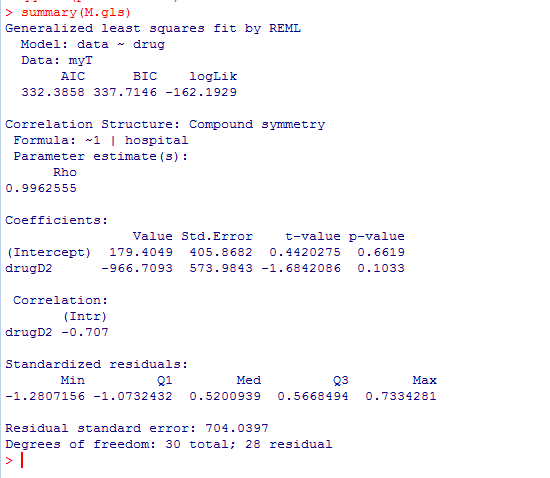 > summary(M.gls)
Generalized least squares fit by REML
Model: data ~ drug
Data: myT
AIC BIC logLik
332.3858 337.7146 -162.1929
Correlation Structure: Compound symmetry
Formula: ~1 | hospital
Parameter estimate(s):
Rho
0.9962555
Coefficients:
Value Std.Error t-value p-value
(Intercept) 179.4049 405.8682 0.4420275 0.6619
drugD2 -966.7093 573.9843 -1.6842086 0.1033
Correlation:
(Intr)
drugD2 -0.707
Standardized residuals:
Min Q1 Med Q3 Max
-1.2807156 -1.0732432 0.5200939 0.5668494 0.7334281
Residual standard error: 704.0397
Degrees of freedom: 30 total; 28 residual
>